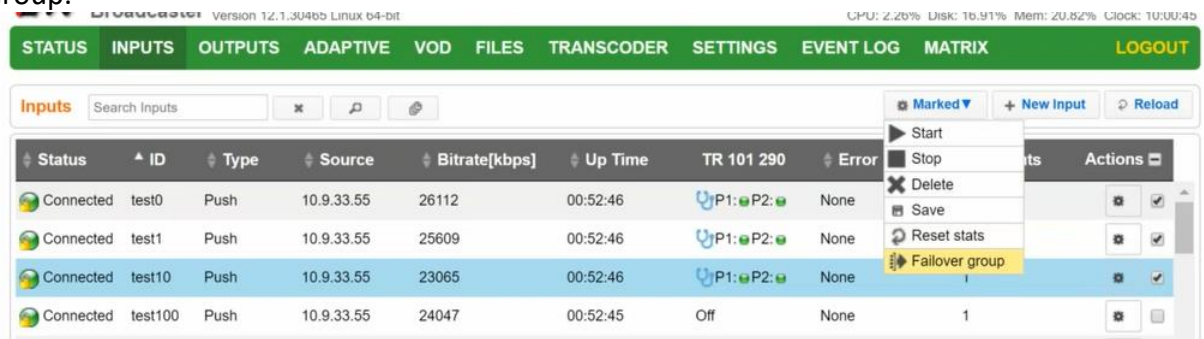 Group.
Broadcaster Version 12.1.30465 Linux 64-bit CPU: 2.26% Disk: 16.91% Mem: 20.82% Clock: 10:00:45
STATUS INPUTS OUTPUTS ADAPTIVE VOD FILES TRANSCODER SETTINGS EVENT LOG MATRIX LOGOUT
Inputs Search Inputs Marked▼ + New Input Reload
Start
Status ID Type Source Bitrate[kbps] Up Time TR 101 290 Error Stop Actions
Delete
Connected test0 Push 10.9.33.55 26112 00:52:46 P1: P2: None
Save
Connected test1 Push 10.9.33.55 25609 00:52:46 P1: P2: None Reset stats
Failover group
Connected test10 Push 10.9.33.55 23065 00:52:46 P1: P2: None 1
Connected test100 Push 10.9.33.55 24047 00:52:45 Off None 1